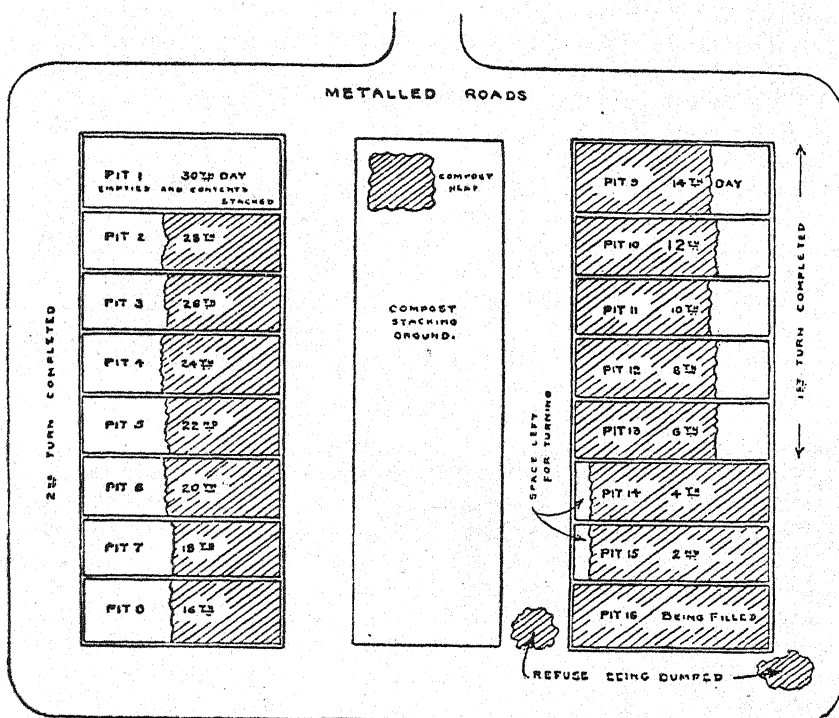 METALLED ROADS
PIT 1 30TH DAY
EMPTIED AND CONTENTS
STACKED
PIT 2 28TH
PIT 3 26TH
PIT 4 24TH
PIT 5 22ND
PIT 6 20TH
PIT 7 18TH
PIT 8 16TH
2ND TURN COMPLETED
COMPOST
HEAP
COMPOST
STACKING
GROUND.
PIT 9 14TH DAY
PIT 10 12TH
PIT 11 10TH
PIT 12 8TH
PIT 13 6TH
PIT 14 4TH
PIT 15 2ND
PIT 16 BEING FILLED
1ST TURN COMPLETED
SPACE LEFT
FOR TURNING
REFUSE BEING DUMPED